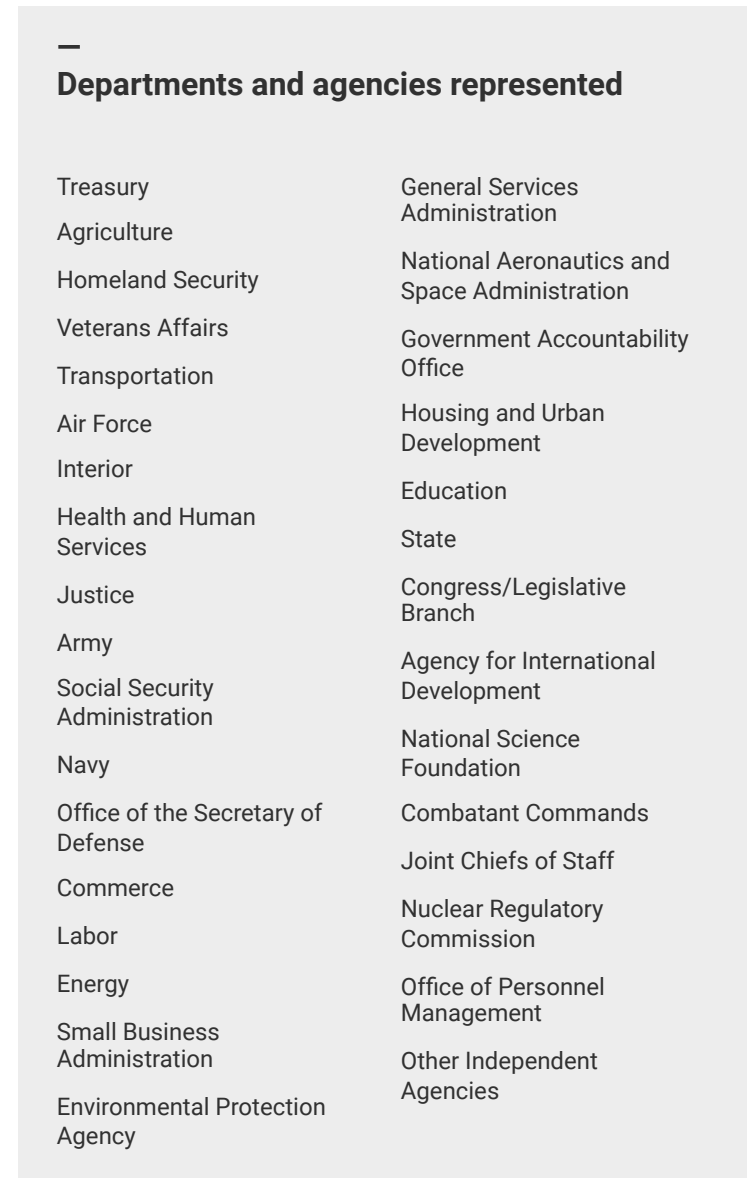 Departments and agencies represented
Treasury
Agriculture
Homeland Security
Veterans Affairs
Transportation
Air Force
Interior
Health and Human
Services
Justice
Army
Social Security
Administration
Navy
Office of the Secretary of
Defense
Commerce
Labor
Energy
Small Business
Administration
Environmental Protection
Agency
General Services
Administration
National Aeronautics and
Space Administration
Government Accountability
Office
Housing and Urban
Development
Education
State
Congress/Legislative
Branch
Agency for International
Development
National Science
Foundation
Combatant Commands
Joint Chiefs of Staff
Nuclear Regulatory
Commission
Office of Personnel
Management
Other Independent
Agencies